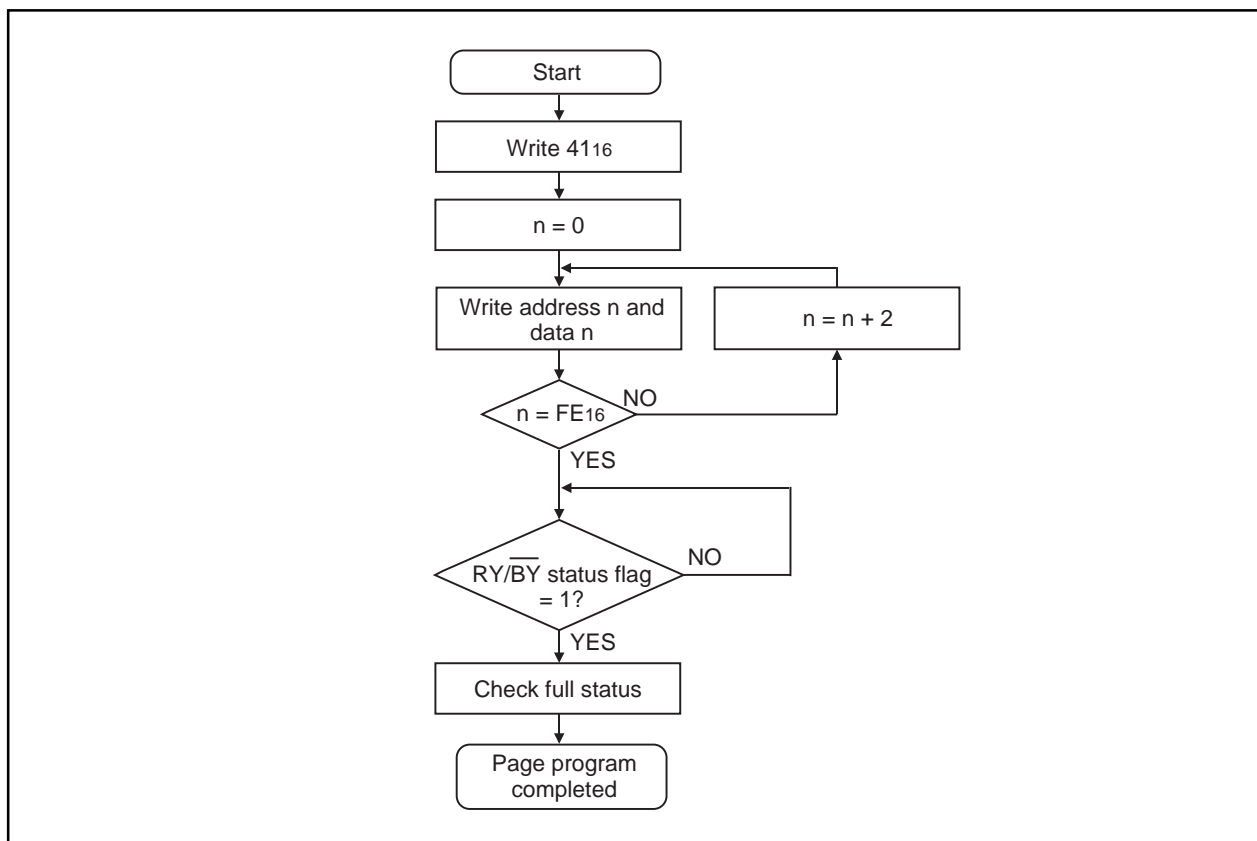 Start
Write 4116
n = 0
Write address n and
data n
n = n + 2
n = FE16
NO
YES
RY/B̅Y̅ status flag
= 1?
NO
YES
Check full status
Page program
completed